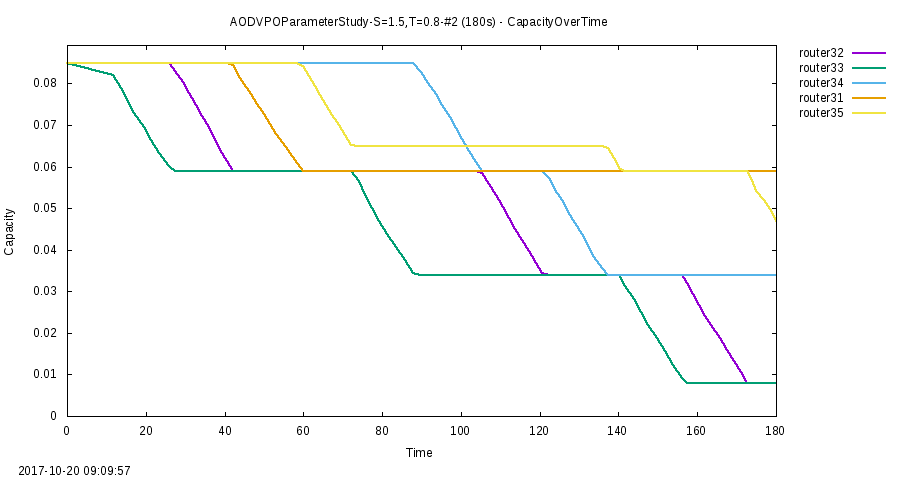 AODVPOParameterStudy-S=1.5,T=0.8-#2 (180s) - CapacityOverTime
router32
router33
router34
router31
router35
0.08
0.07
0.06
0.05
0.04
0.03
0.02
0.01
0
Capacity
0 20 40 60 80 100 120 140 160 180
Time
2017-10-20 09:09:57